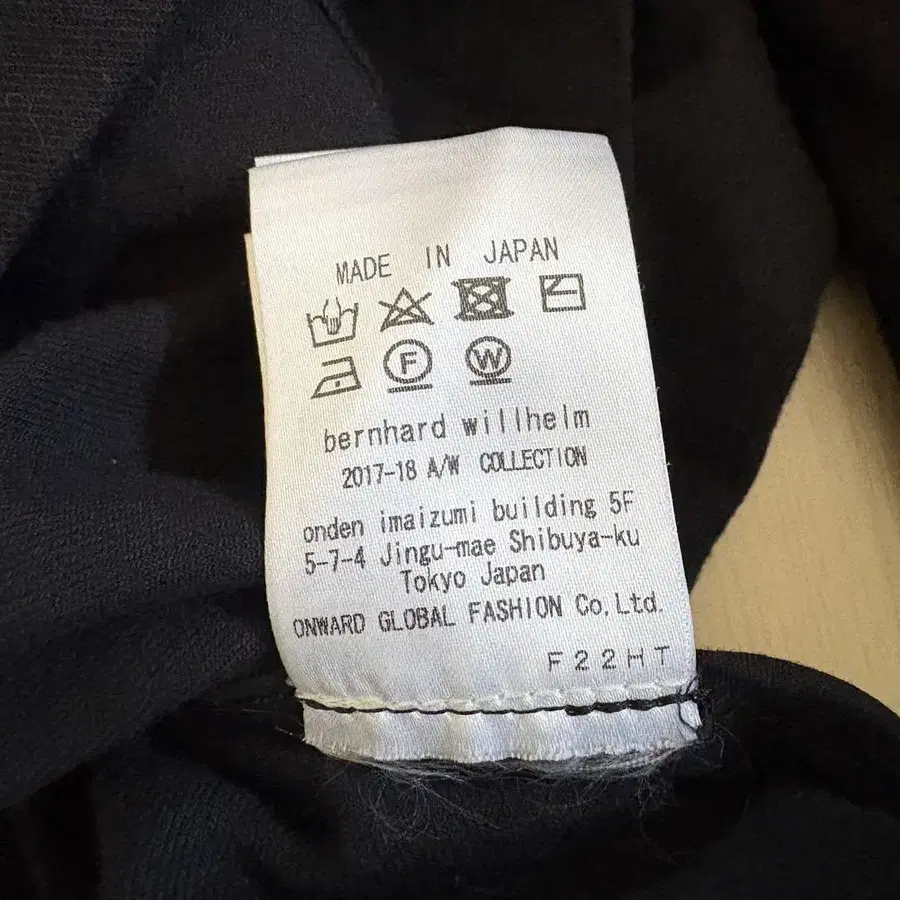 MADE IN JAPAN
F W
bernhard willhelm
2017-18 A/W COLLECTION
onden imaizumi building 5F
5-7-4 Jingu-mae Shibuya-ku
Tokyo Japan
ONWARD GLOBAL FASHION Co,Ltd.
F22HT